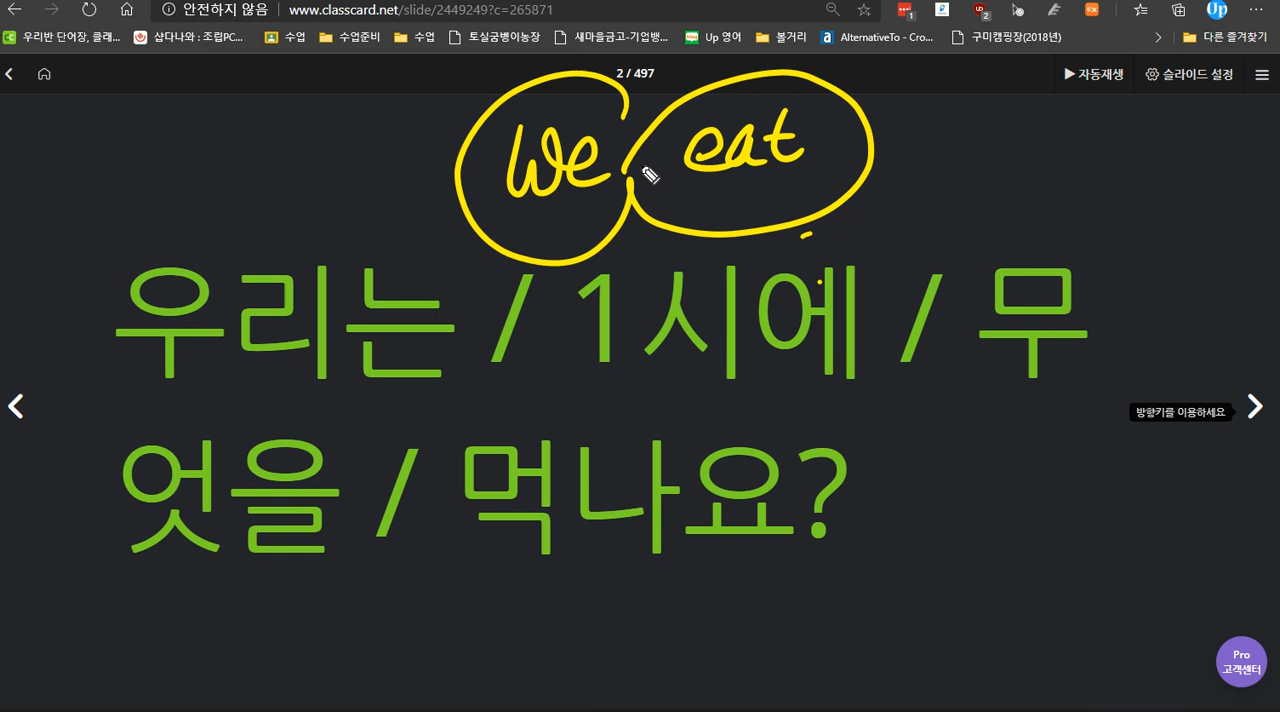 안전하지 않음 www.classcard.net/slide/2449249?c=265871
우리반 단어장, 클래... 샵다나와 : 조립PC... 수업 수업준비 수업 토실굼벵이농장 새마을금고-기업뱅... Up 영어 볼거리 AlternativeTo - Cro... 구미캠핑장(2018년) 다른 즐겨찾기
2 / 497 ▶ 자동재생 슬라이드 설정
We eat
우리는 / 1시에 / 무
엇을 / 먹나요?
방향키를 이용하세요
Pro
고객센터